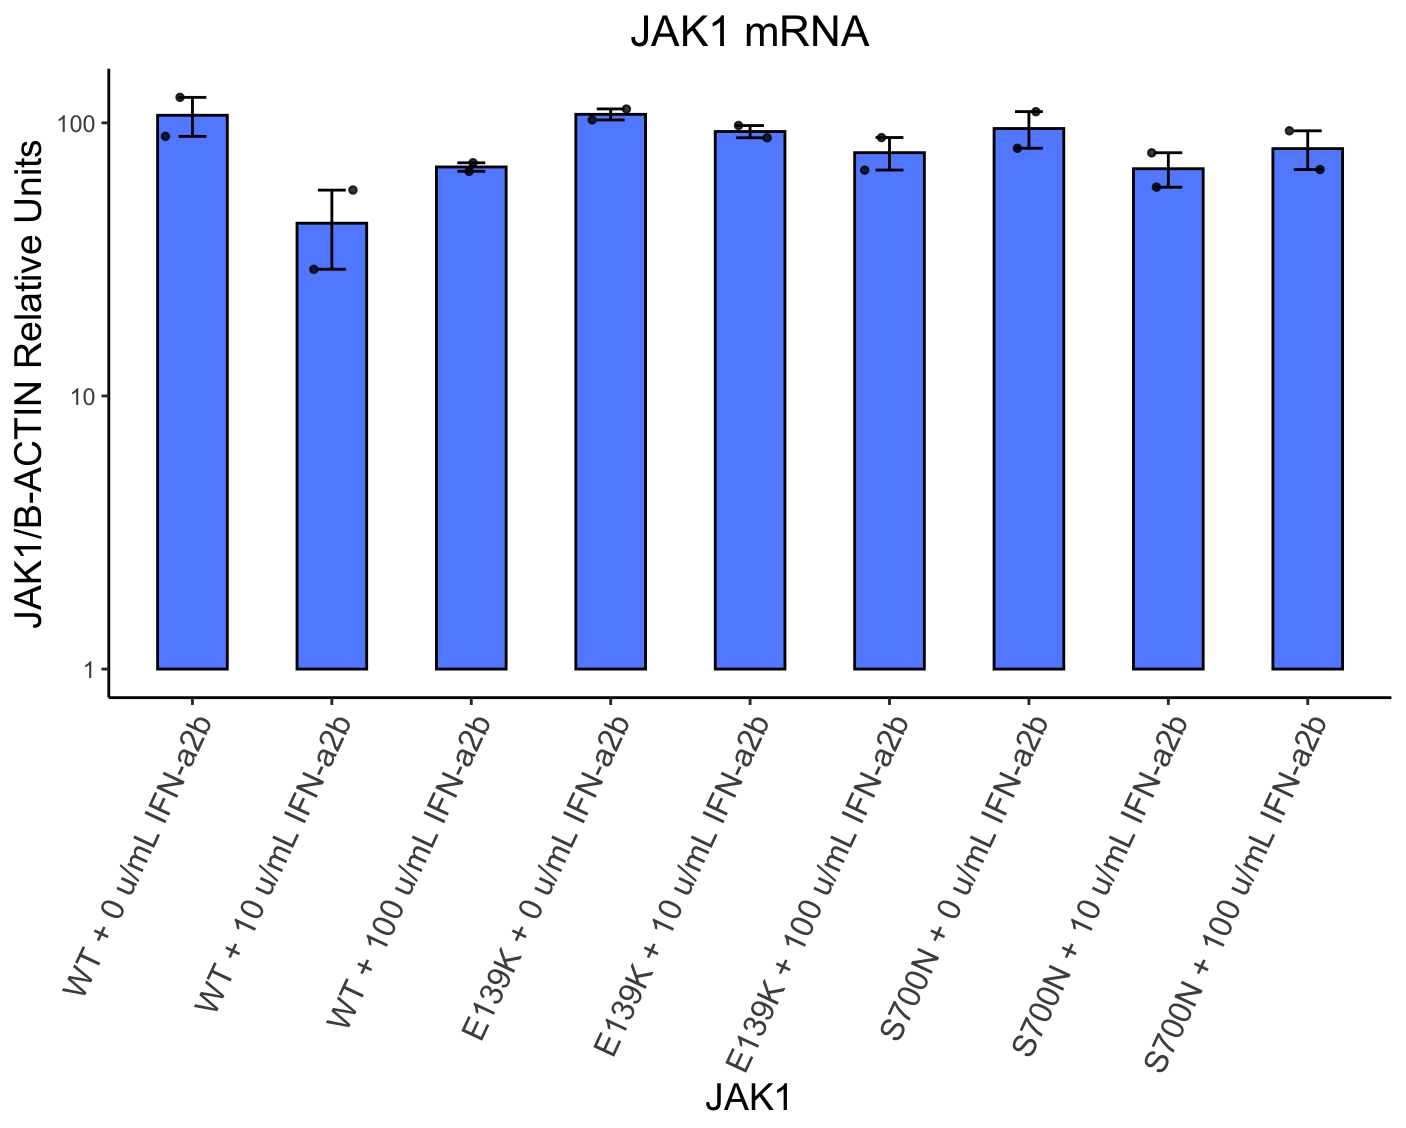 JAK1 mRNA
JAK1/B-ACTIN Relative Units
100
10
1
WT + 0 u/mL IFN-a2b
WT + 10 u/mL IFN-a2b
WT + 100 u/mL IFN-a2b
E139K + 0 u/mL IFN-a2b
E139K + 10 u/mL IFN-a2b
E139K + 100 u/mL IFN-a2b
S700N + 0 u/mL IFN-a2b
S700N + 10 u/mL IFN-a2b
S700N + 100 u/mL IFN-a2b
JAK1